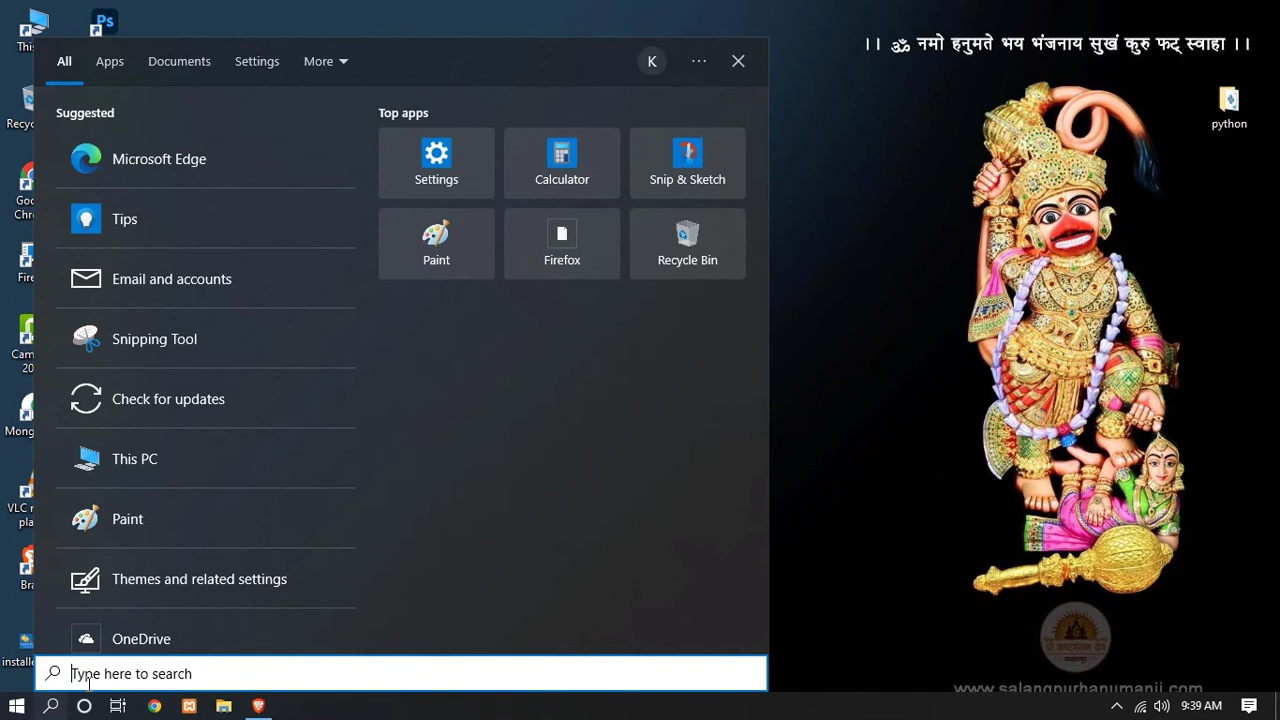 Ps
।। ॐ नमो हनुमते भय भंजनाय सुखं कुरु फट् स्वाहा ।।
All
Apps
Documents
Settings
More
K
Suggested
Top apps
Microsoft Edge
Settings
Calculator
Snip & Sketch
python
Tips
Paint
Firefox
Recycle Bin
Email and accounts
Snipping Tool
Check for updates
This PC
Paint
Themes and related settings
OneDrive
Type here to search
www.salangpurhanumanji.com
9:39 AM